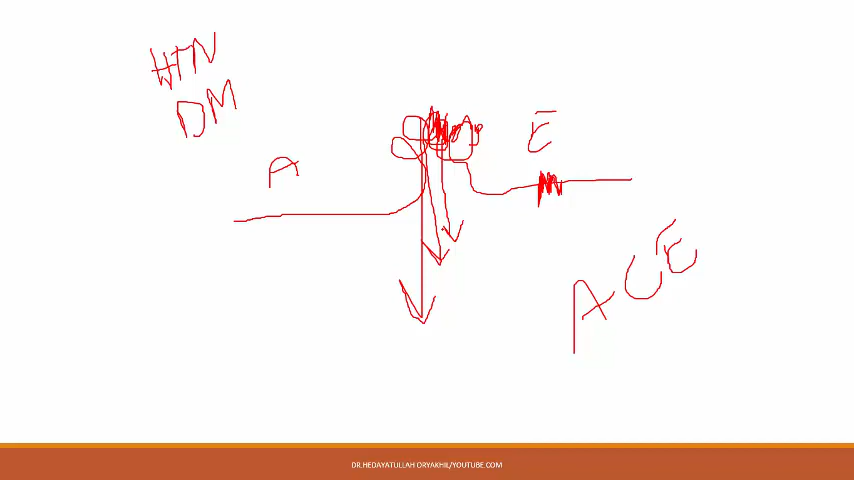 HTN
DM
A
E
ACE
DR.HEDAYATULLAH ORYAKHIL/YOUTUBE.COM